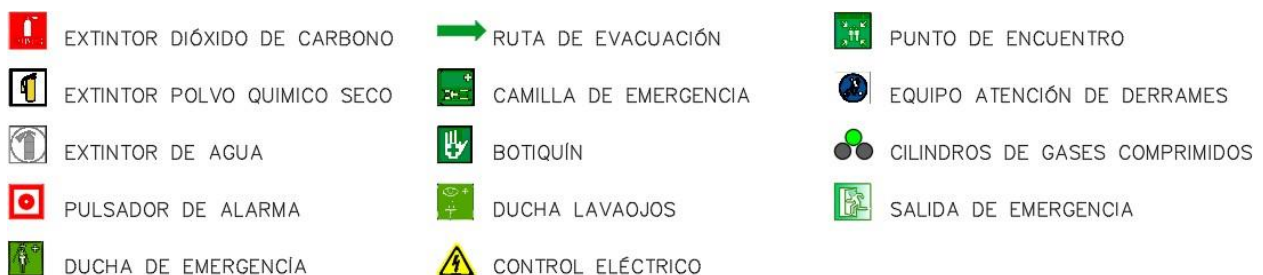 EXTINTOR DIÓXIDO DE CARBONO
EXTINTOR POLVO QUIMICO SECO
EXTINTOR DE AGUA
PULSADOR DE ALARMA
DUCHA DE EMERGENCÍA
RUTA DE EVACUACIÓN
CAMILLA DE EMERGENCIA
BOTIQUÍN
DUCHA LAVAOJOS
CONTROL ELÉCTRICO
PUNTO DE ENCUENTRO
EQUIPO ATENCIÓN DE DERRAMES
CILINDROS DE GASES COMPRIMIDOS
SALIDA DE EMERGENCIA